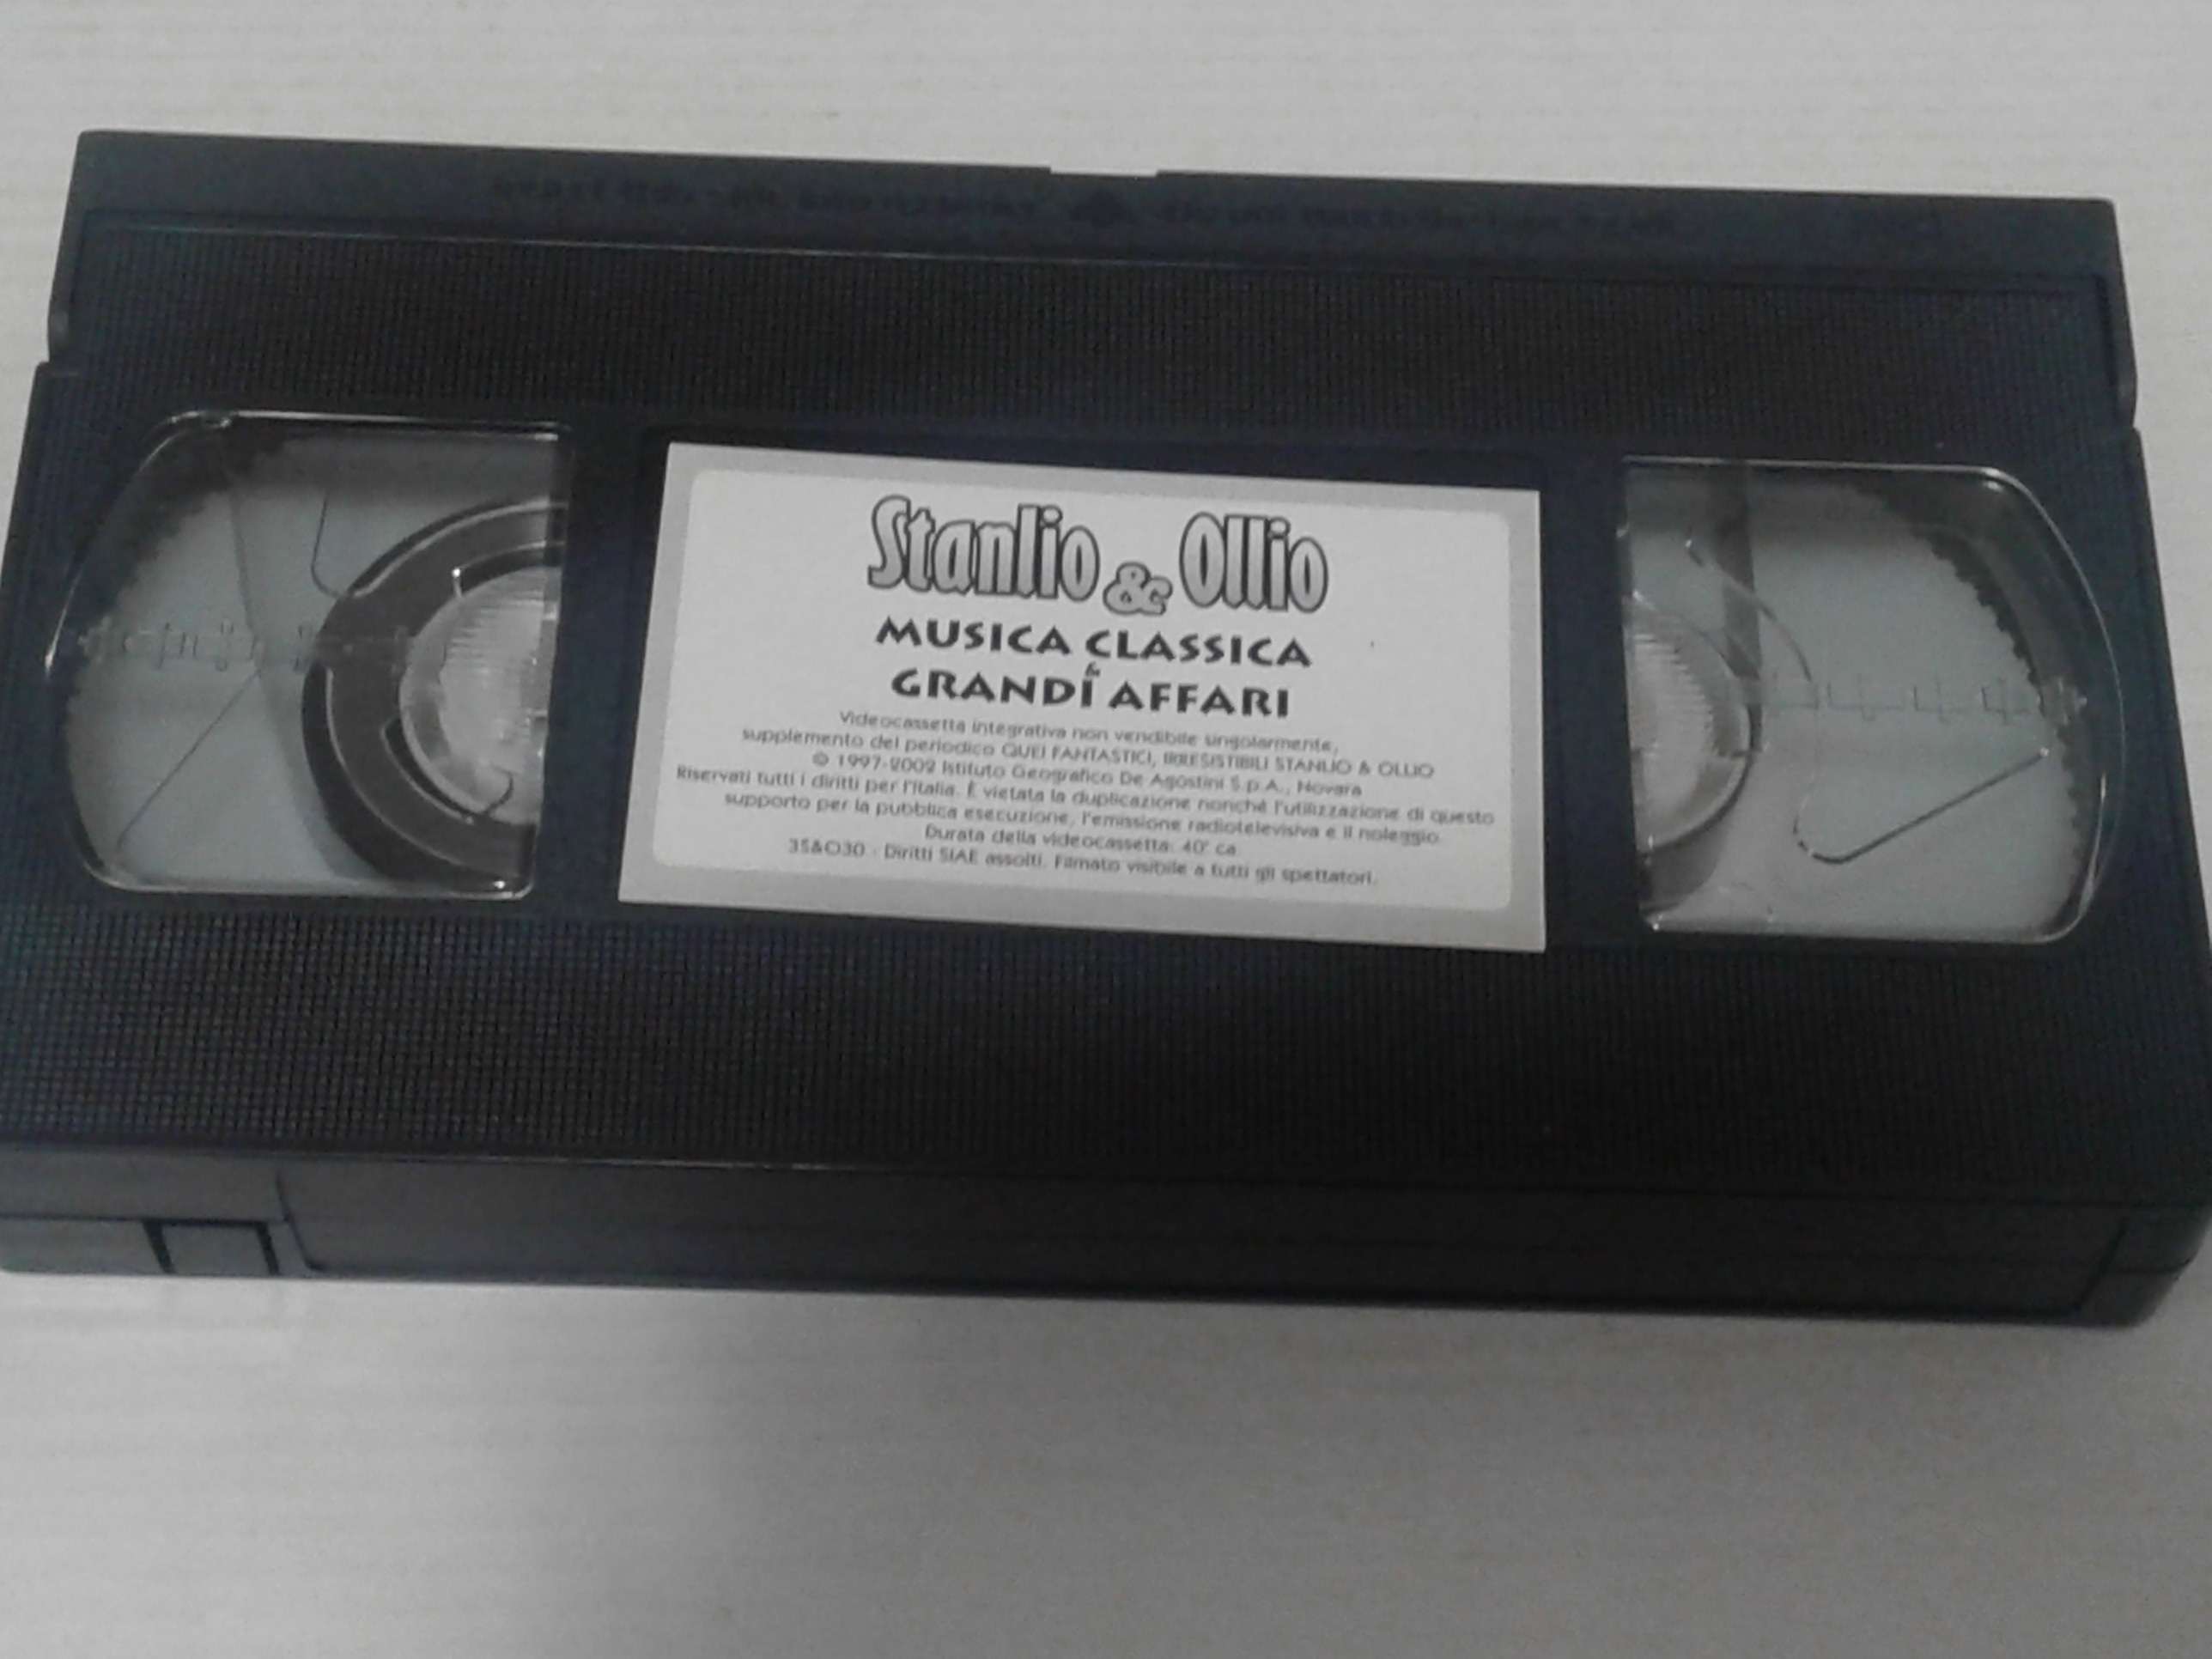 Stanlio & Ollio
MUSICA CLASSICA
&
GRANDI AFFARI
Videocassetta integrativa non vendibile singolarmente,
supplemento del periodico QUEI FANTASTICI, IRRESISTIBILI STANLIO & OLLIO
© 1997-2002 Istituto Geografico De Agostini S.p.A., Novara
Riservati tutti i diritti per l'Italia. È vietata la duplicazione nonché l'utilizzazione di questo
supporto per la pubblica esecuzione, l'emissione radiotelevisiva e il noleggio.
Durata della videocassetta: 40' ca.
3S&O30 - Diritti SIAE assolti. Filmato visibile a tutti gli spettatori.